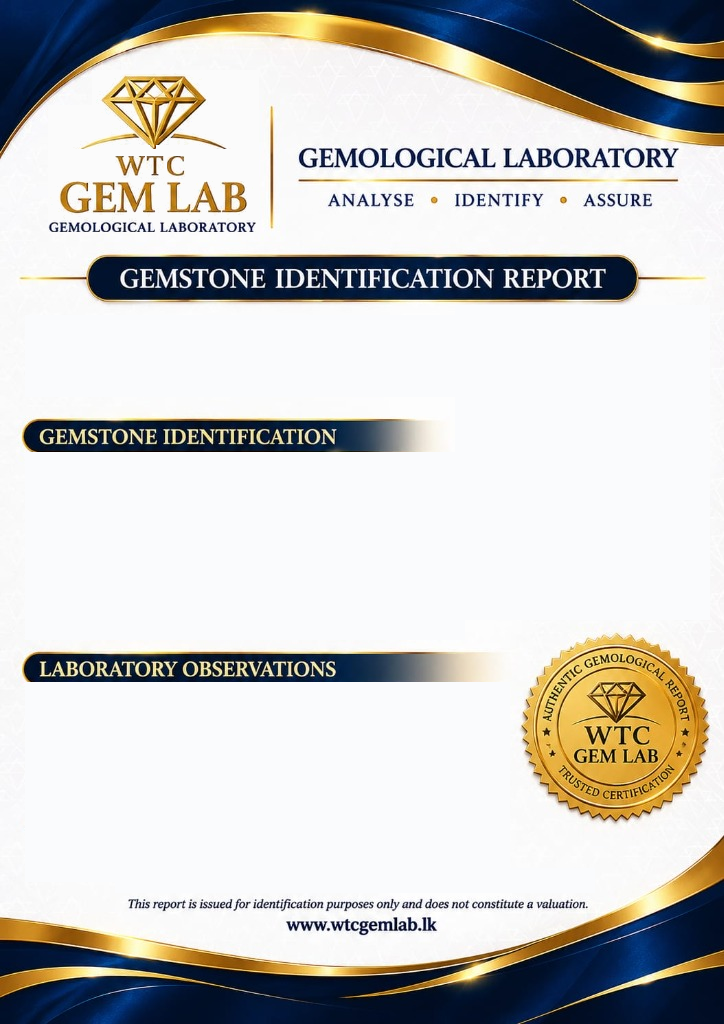 WTC
GEM LAB
GEMOLOGICAL LABORATORY
GEMOLOGICAL LABORATORY
ANALYSE • IDENTIFY • ASSURE
GEMSTONE IDENTIFICATION REPORT
GEMSTONE IDENTIFICATION
LABORATORY OBSERVATIONS
AUTHENTIC GEMOLOGICAL REPORT
WTC
GEM LAB
TRUSTED CERTIFICATION
This report is issued for identification purposes only and does not constitute a valuation.
www.wtcgemlab.lk